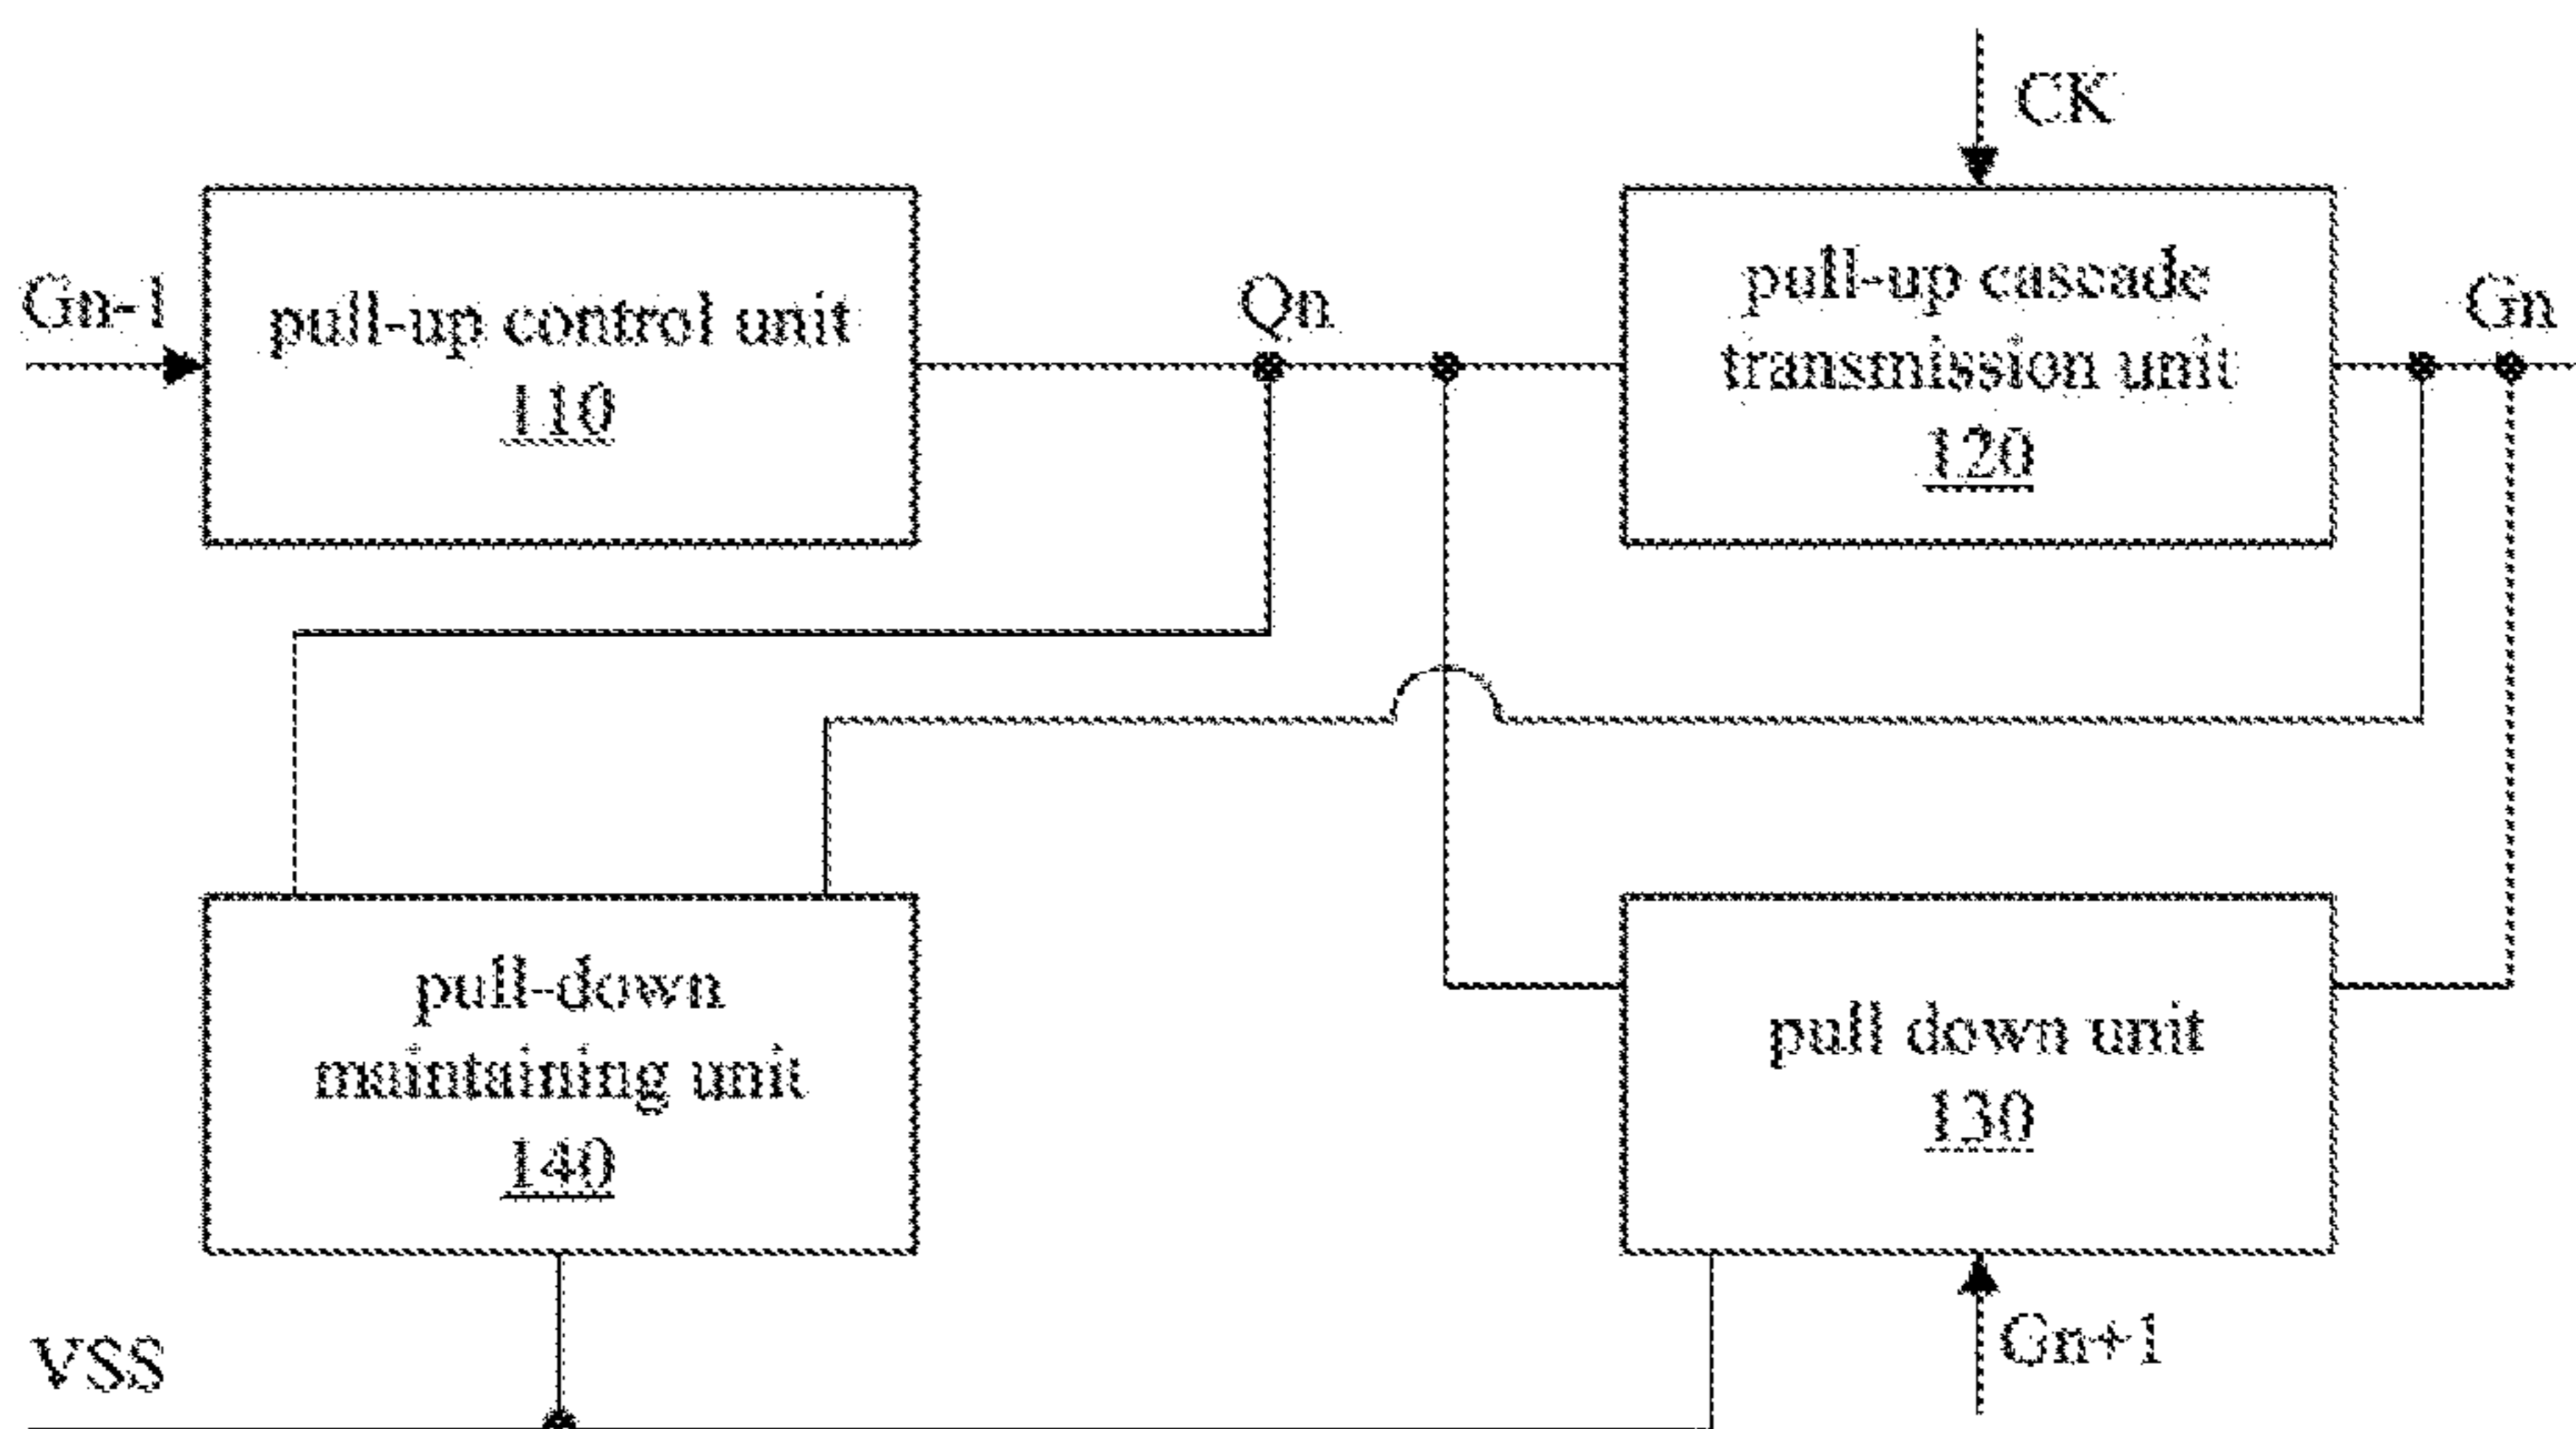 CK
Gn-1
pull-up control unit
110
Qn
pull-up cascade
transmission unit
120
Gn
pull-down
maintaining unit
140
pull down unit
130
VSS
Gn+1